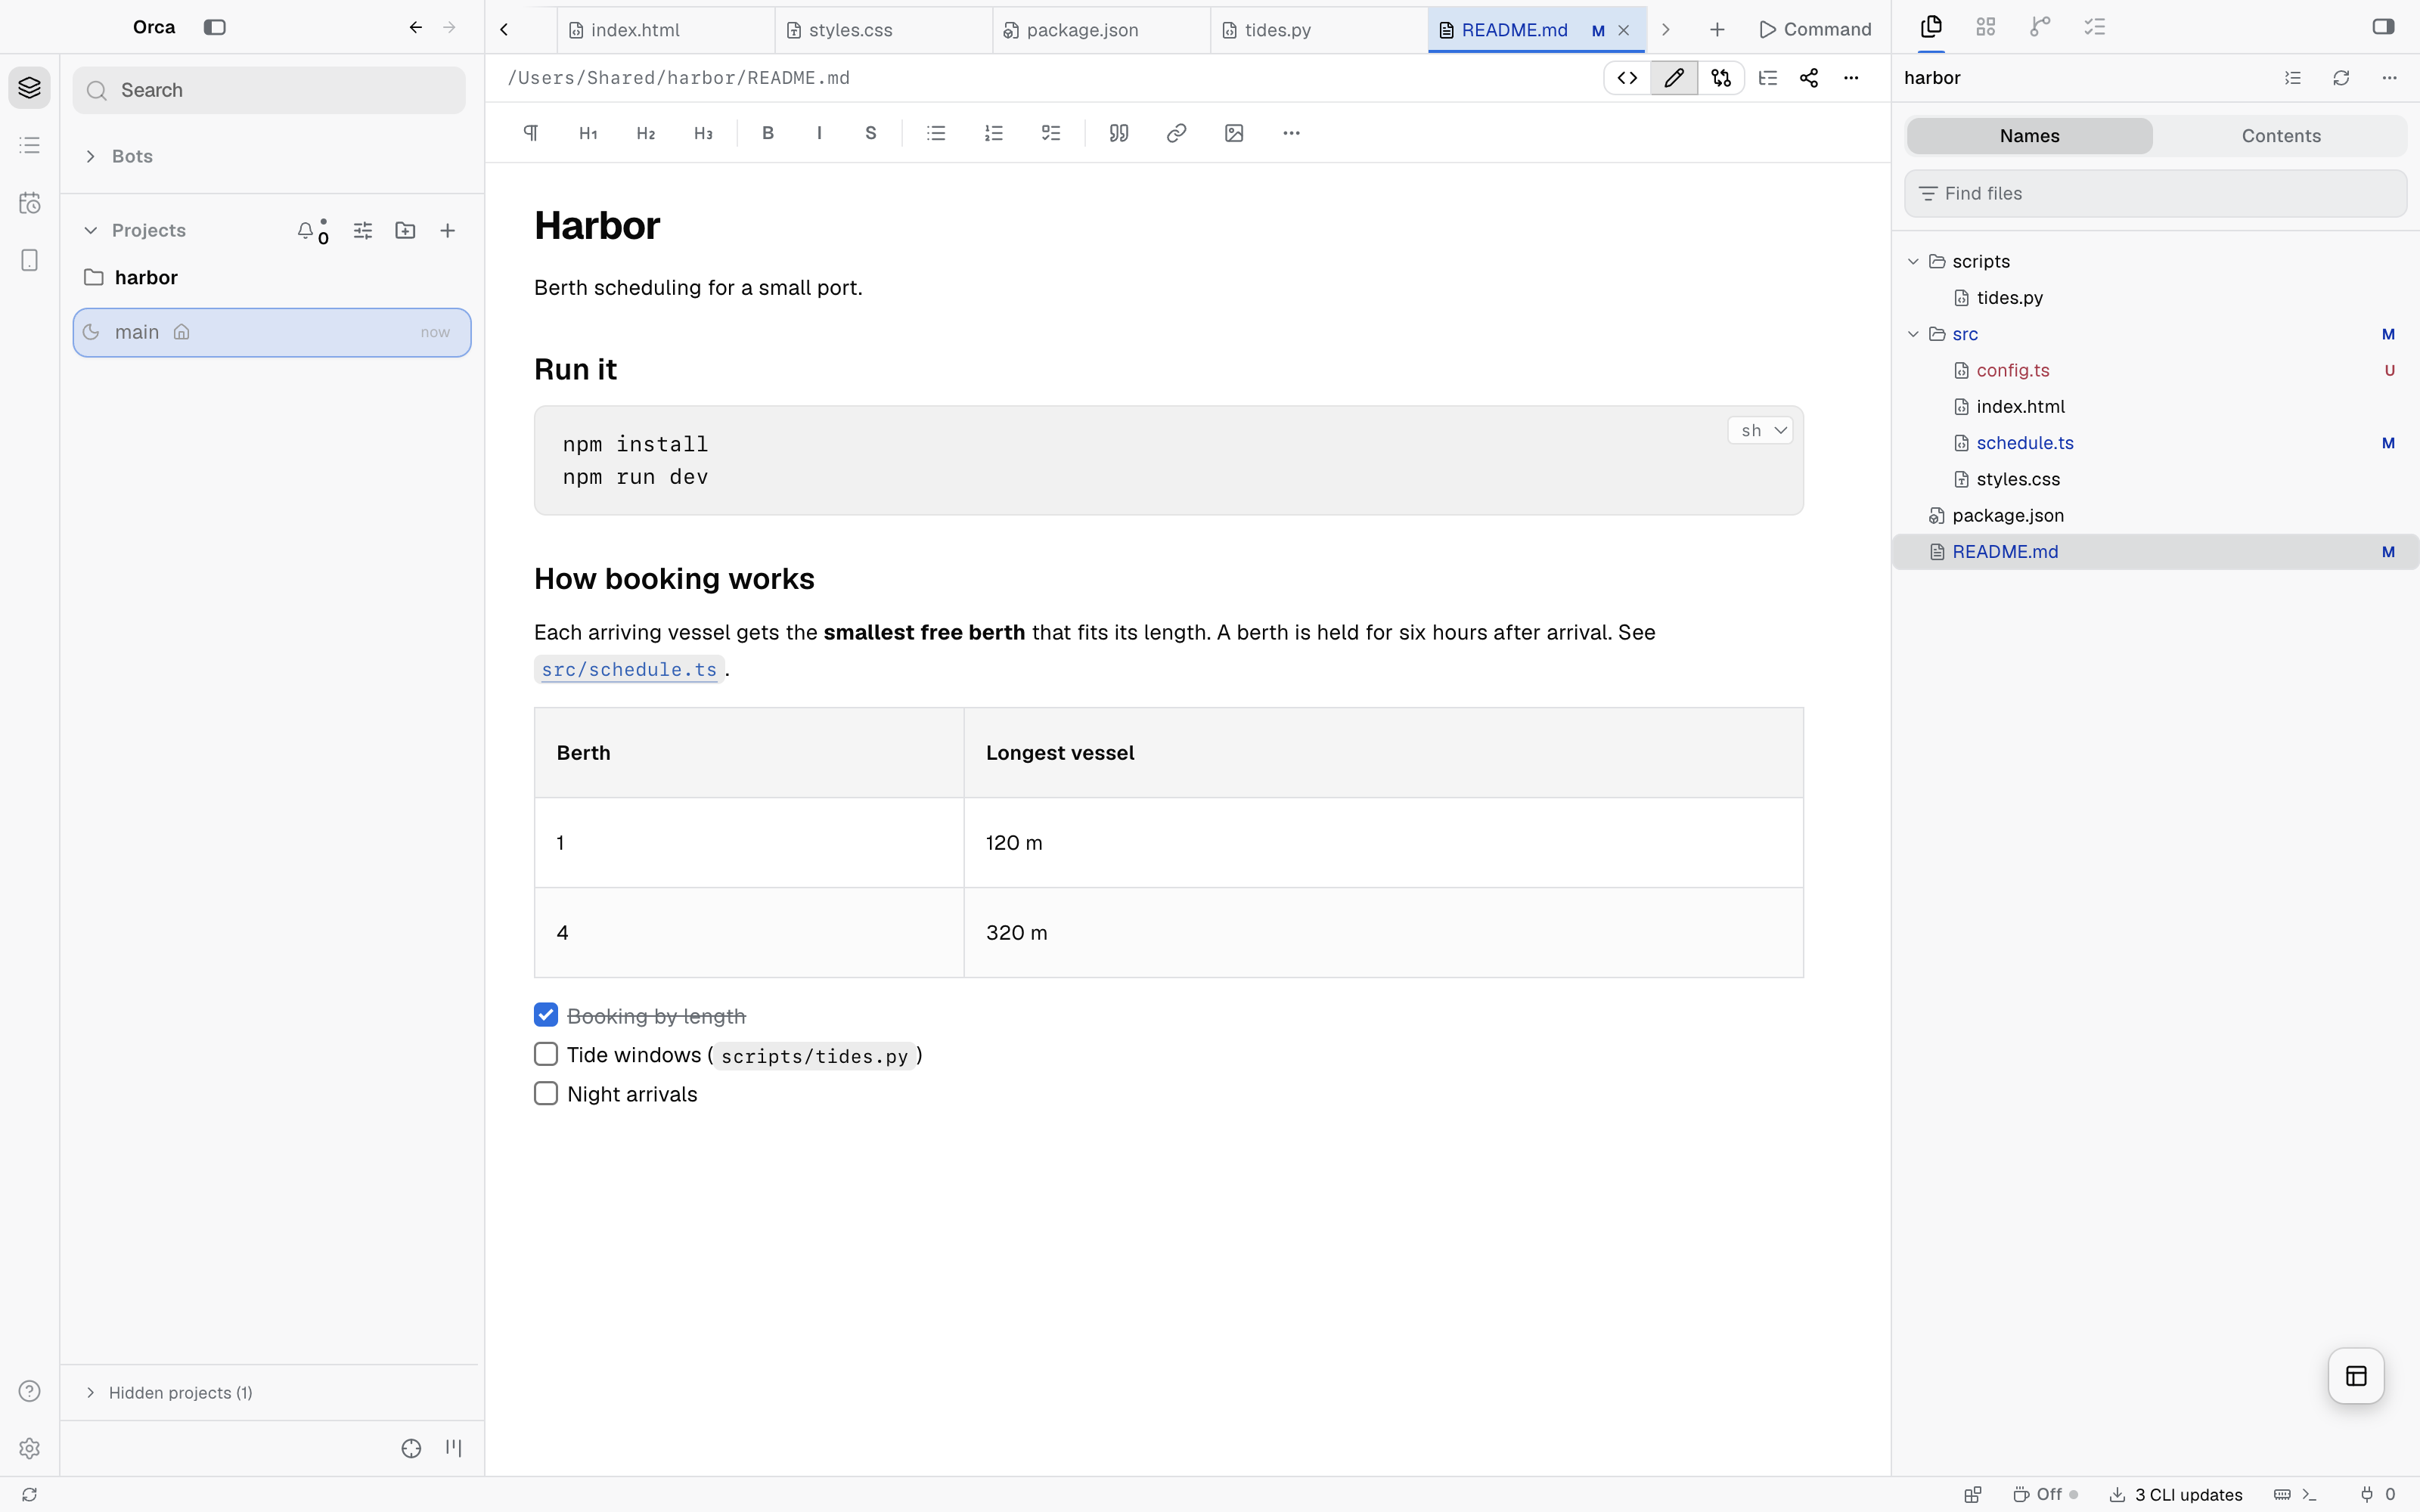 Orca
index.html
styles.css
package.json
tides.py
README.md M
Command
Search
/Users/Shared/harbor/README.md
harbor
Bots
H1 H2 H3 B I S
Names Contents
Find files
Projects 0
harbor
main now
Harbor
Berth scheduling for a small port.
Run it
sh
npm install
npm run dev
How booking works
Each arriving vessel gets the smallest free berth that fits its length. A berth is held for six hours after arrival. See
src/schedule.ts.
Berth Longest vessel
1 120 m
4 320 m
Booking by length
Tide windows (scripts/tides.py)
Night arrivals
scripts
tides.py
src M
config.ts U
index.html
schedule.ts M
styles.css
package.json
README.md M
Hidden projects (1)
Off
3 CLI updates
0